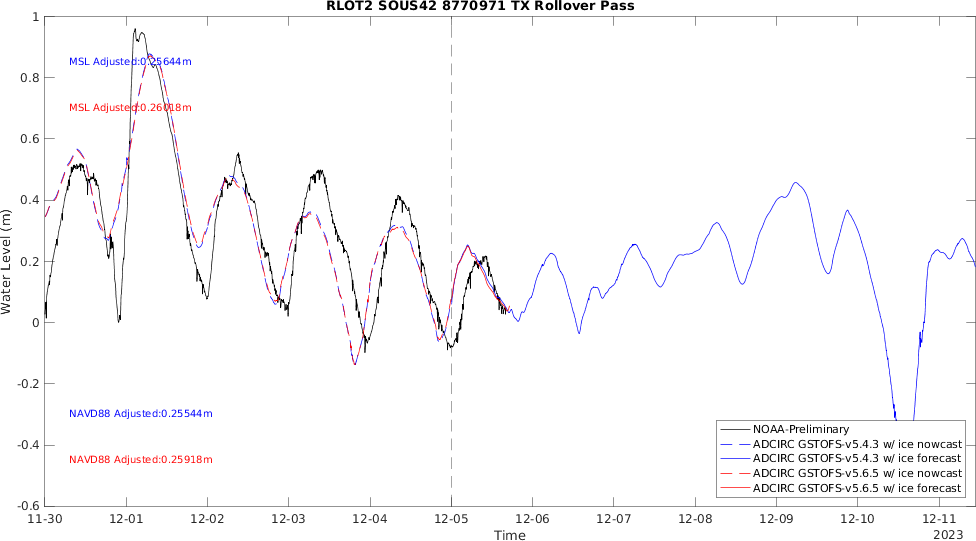 RLOT2 SOUS42 8770971 TX Rollover Pass
1
MSL Adjusted:0.25644m
0.8
MSL Adjusted:0.26018m
0.6
0.4
0.2
0
-0.2
NAVD88 Adjusted:0.25544m
-0.4
NAVD88 Adjusted:0.25918m
-0.6
Water Level (m)
NOAA-Preliminary
ADCIRC GSTOFS-v5.4.3 w/ ice nowcast
ADCIRC GSTOFS-v5.4.3 w/ ice forecast
ADCIRC GSTOFS-v5.6.5 w/ ice nowcast
ADCIRC GSTOFS-v5.6.5 w/ ice forecast
11-30 12-01 12-02 12-03 12-04 12-05 12-06 12-07 12-08 12-09 12-10 12-11
Time
2023